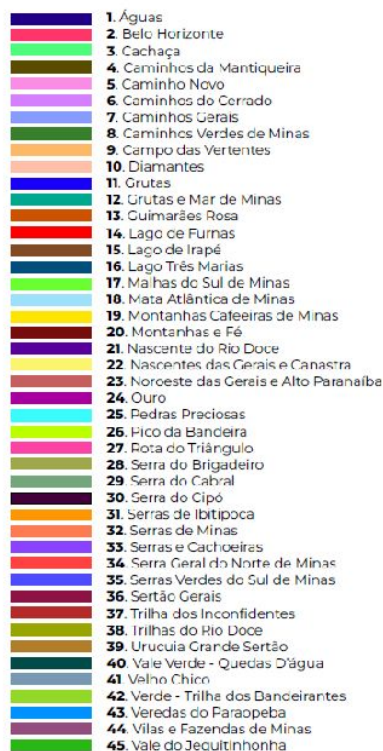 1. Águas
2. Belo Horizonte
3. Cachaça
4. Caminhos da Mantiqueira
5. Caminho Novo
6. Caminhos do Cerrado
7. Caminhos Gerais
8. Caminhos Verdes de Minas
9. Campo das Vertentes
10. Diamantes
11. Grutas
12. Grutas e Mar de Minas
13. Guimarães Rosa
14. Lago de Furnas
15. Lago de Irapé
16. Lago Três Marias
17. Malhas do Sul de Minas
18. Mata Atlântica de Minas
19. Montanhas Cafeeiras de Minas
20. Montanhas e Fé
21. Nascente do Rio Doce
22. Nascentes das Gerais e Canastra
23. Noroeste das Gerais e Alto Paranaíba
24. Ouro
25. Pedras Preciosas
26. Pico da Bandeira
27. Rota do Triângulo
28. Serra do Brigadeiro
29. Serra do Cabral
30. Serra do Cipó
31. Serras de Ibitipoca
32. Serras de Minas
33. Serras e Cachoeiras
34. Serra Geral do Norte de Minas
35. Serras Verdes do Sul de Minas
36. Sertão Gerais
37. Trilha dos Inconfidentes
38. Trilhas do Rio Doce
39. Urucuia Grande Sertão
40. Vale Verde - Quedas D'água
41. Velho Chico
42. Verde - Trilha dos Bandeirantes
43. Veredas do Paraopeba
44. Vilas e Fazendas de Minas
45. Vale do Jequitinhonha